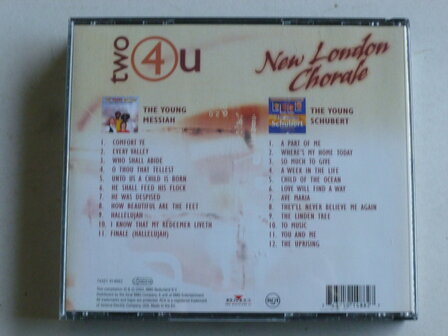 two 4 u
New London
Chorale
THE YOUNG
MESSIAH
1. COMFORT YE
2. EVERY VALLEY
3. WHO SHALL ABIDE
4. O THOU THAT TELLEST
5. UNTO US A CHILD IS BORN
6. HE SHALL FEED HIS FLOCK
7. HE WAS DESPISED
8. HOW BEAUTIFUL ARE THE FEET
9. HALLELUJAH
10. I KNOW THAT MY REDEEMER LIVETH
11. FINALE (HALLELUJAH)
Schubert
THE YOUNG
SCHUBERT
1. A PART OF ME
2. WHERE'S MY HOME TODAY
3. SO MUCH TO GIVE
4. A WEEK IN THE LIFE
5. CHILD OF THE OCEAN
6. LOVE WILL FIND A WAY
7. AVE MARIA
8. THEY'LL NEVER BELIEVE ME AGAIN
9. THE LINDEN TREE
10. TO MUSIC
11. YOU AND ME
12. THE UPRISING
BMG
RCA